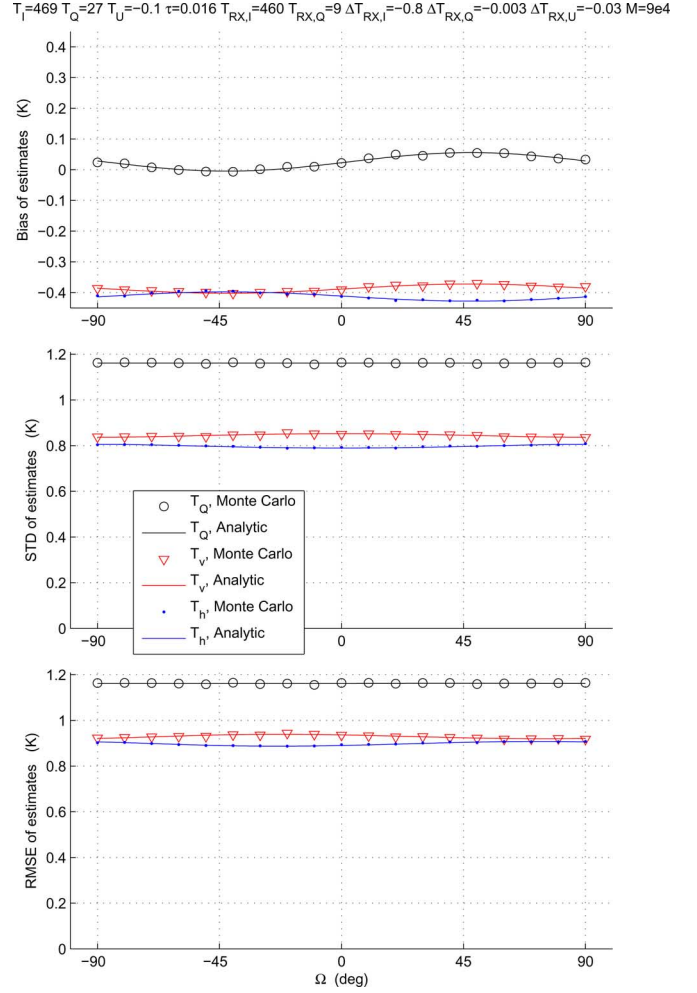 T_I=469 T_Q=27 T_U=−0.1 τ=0.016 T_RX,I=460 T_RX,Q=9 ΔT_RX,I=−0.8 ΔT_RX,Q=−0.003 ΔT_RX,U=−0.03 M=9e4
Bias of estimates (K)
0.4
0.3
0.2
0.1
0
−0.1
−0.2
−0.3
−0.4
−90 −45 0 45 90
STD of estimates (K)
1.2
1
0.8
0.6
0.4
0.2
0
T_Q, Monte Carlo
T_Q, Analytic
T_v, Monte Carlo
T_v, Analytic
T_h, Monte Carlo
T_h, Analytic
−90 0 45 90
RMSE of estimates (K)
1.2
1
0.8
0.6
0.4
0.2
0
−90 −45 0 45 90
Ω (deg)